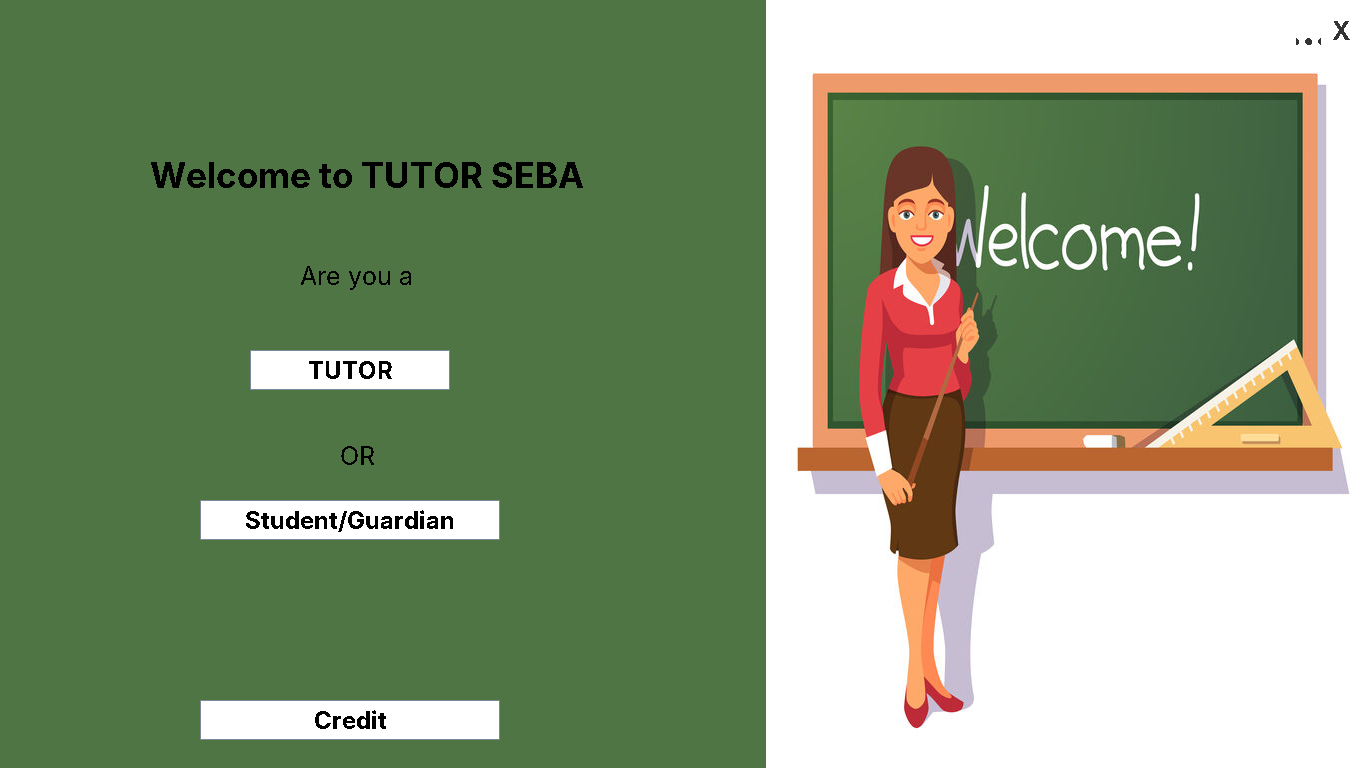 Welcome to TUTOR SEBA
Are you a
TUTOR
OR
Student/Guardian
Credit
... X
Welcome!